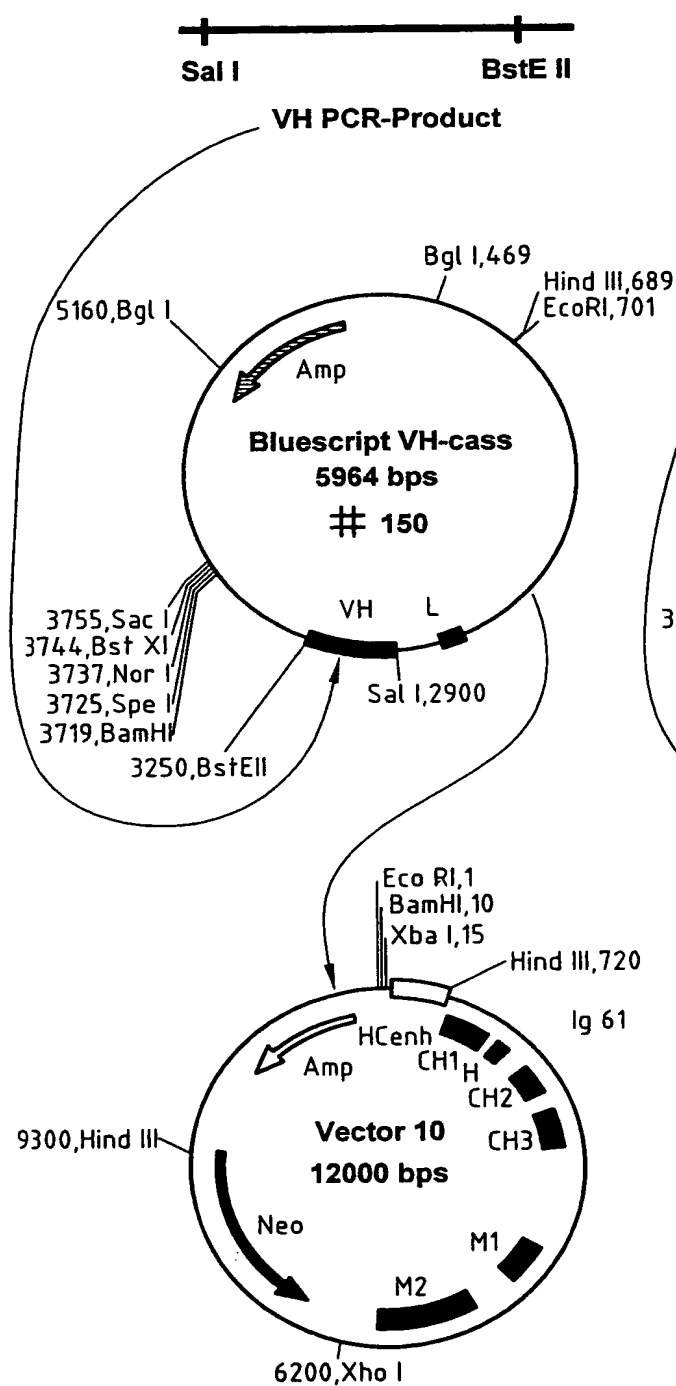 Sal I
BstE II
VH PCR-Product
Bgl I,469
Hind III,689
EcoRI,701
5160,Bgl I
Amp
Bluescript VH-cass
5964 bps
# 150
VH
L
3755,Sac I
3744,Bst XI
3737,Nor I
3725,Spe I
3719,BamHI
Sal I,2900
3250,BstEII
3
Eco RI,1
BamHI,10
Xba I,15
Hind III,720
Ig 61
HCenh
CH1
H
CH2
CH3
Amp
Vector 10
12000 bps
9300,Hind III
Neo
M1
M2
6200,Xho I